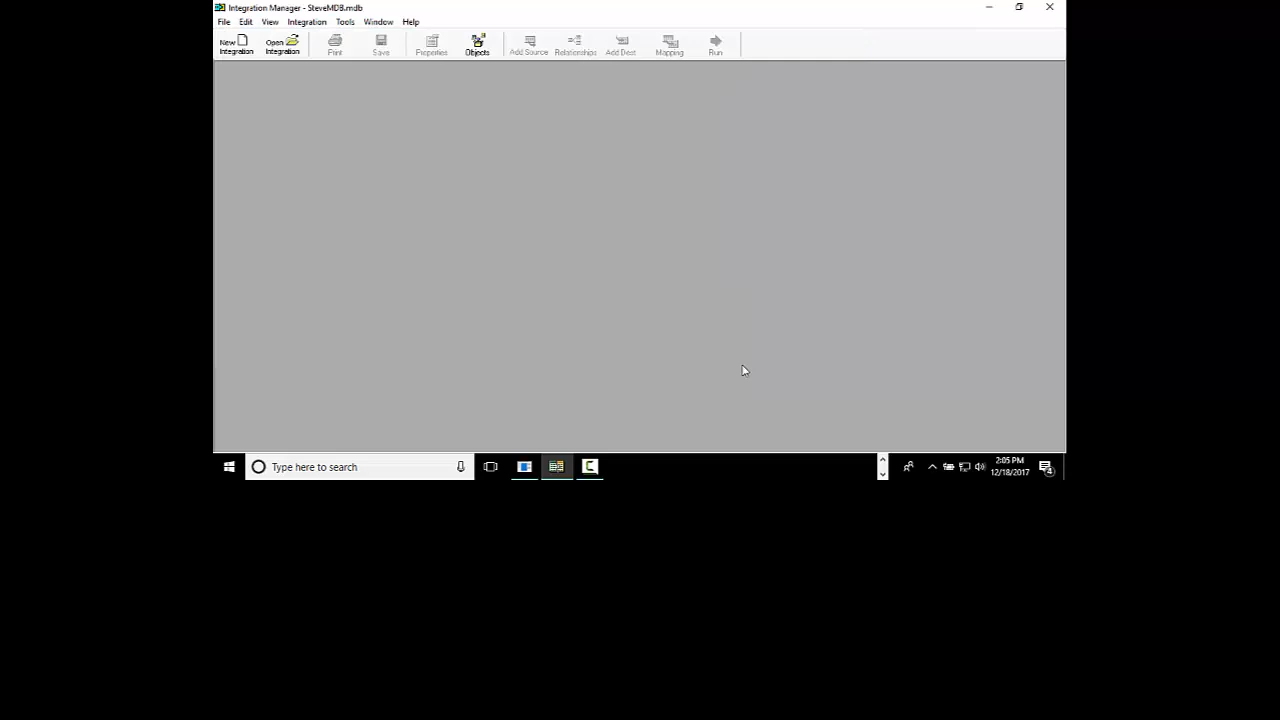 Integration Manager - SteveMDB.mdb
File Edit View Integration Tools Window Help
New Integration
Open Integration
Print
Save
Properties
Objects
Add Source
Relationships
Add Dest
Mapping
Run
Type here to search
2:05 PM
12/18/2017
4